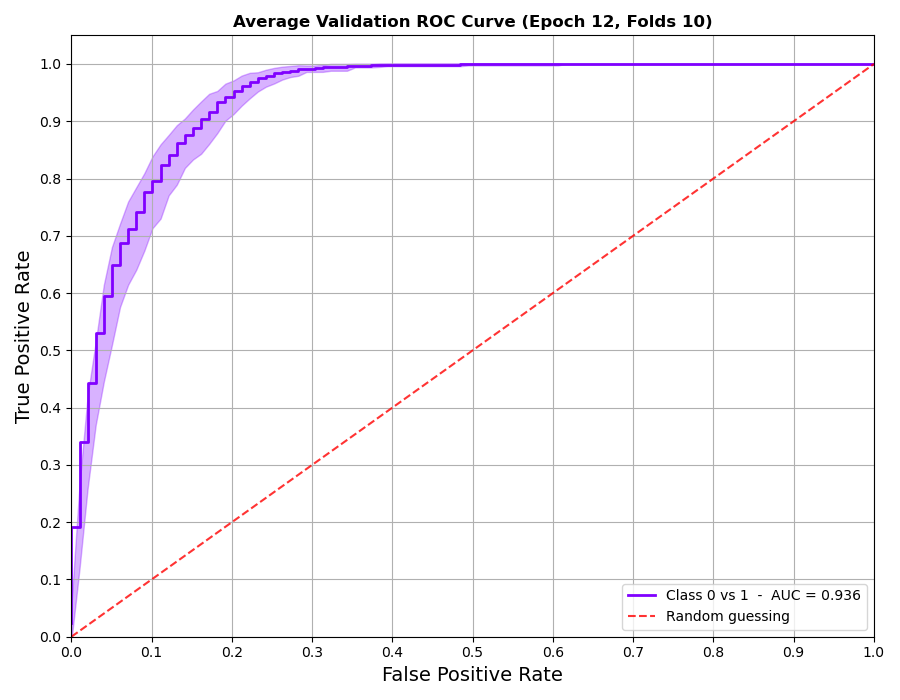 Average Validation ROC Curve (Epoch 12, Folds 10)
True Positive Rate
1.0
0.9
0.8
0.7
0.6
0.5
0.4
0.3
0.2
0.1
0.0
Class 0 vs 1 - AUC = 0.936
Random guessing
0.0 0.1 0.2 0.3 0.4 0.5 0.6 0.7 0.8 0.9 1.0
False Positive Rate